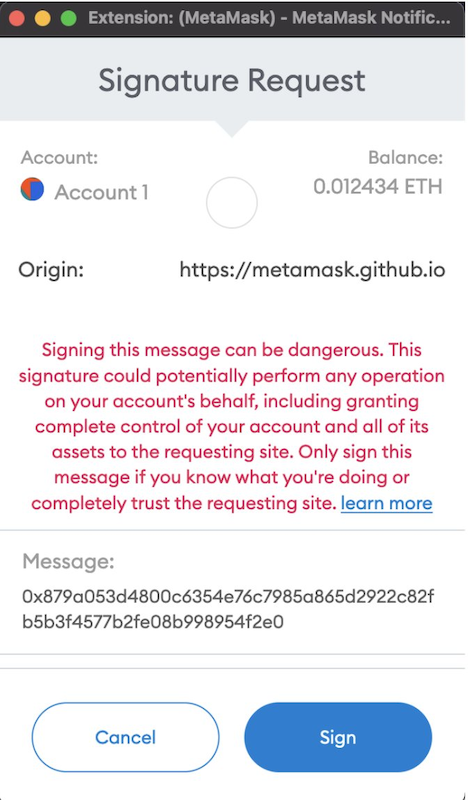 Extension: (MetaMask) - MetaMask Notific...
Signature Request
Account:
Balance:
Account 1
0.012434 ETH
Origin:
https://metamask.github.io
Signing this message can be dangerous. This
signature could potentially perform any operation
on your account's behalf, including granting
complete control of your account and all of its
assets to the requesting site. Only sign this
message if you know what you're doing or
completely trust the requesting site. learn more
Message:
0x879a053d4800c6354e76c7985a865d2922c82f
b5b3f4577b2fe08b998954f2e0
Cancel
Sign